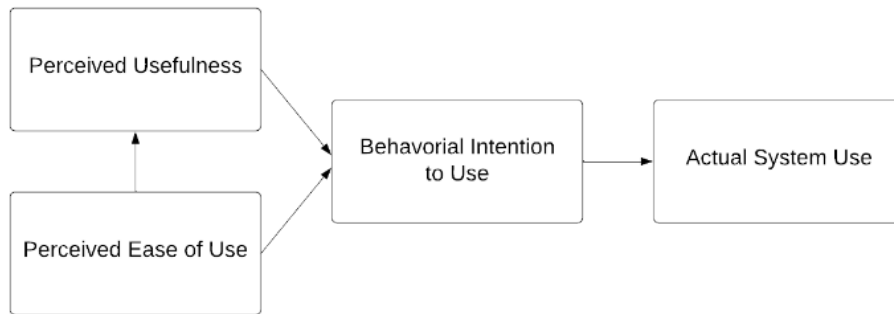 Perceived Usefulness
Behavorial Intention
to Use
Actual System Use
Perceived Ease of Use